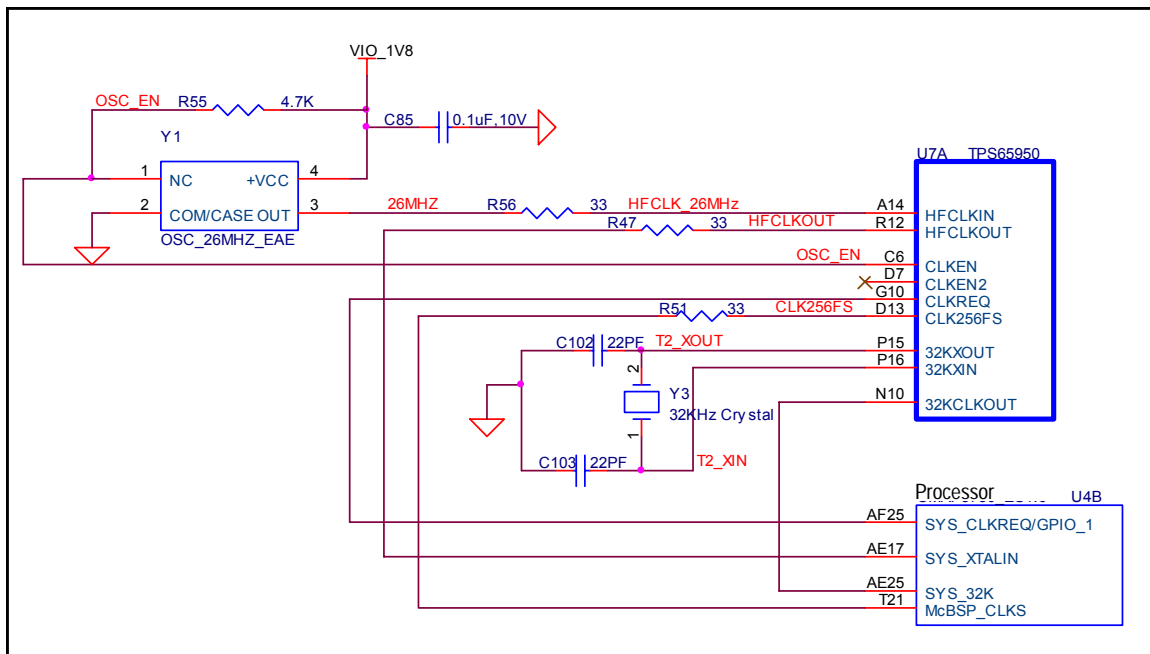 VIO_1V8
OSC_EN R55 4.7K
C85 0.1uF,10V
Y1
1 NC +VCC 4
2 COM/CASE OUT 3
OSC_26MHZ_EAE
26MHZ R56 33 HFCLK_26MHz
R47 33 HFCLKOUT
OSC_EN
R51 33 CLK256FS
C102 22PF T2_XOUT
2
Y3
32KHz Crystal
1
C103 22PF T2_XIN
U7A TPS65950
A14 HFCLKIN
R12 HFCLKOUT
C6 CLKEN
D7 CLKEN2
G10 CLKREQ
D13 CLK256FS
P15 32KXOUT
P16 32KXIN
N10 32KCLKOUT
Processor U4B
AF25 SYS_CLKREQ/GPIO_1
AE17 SYS_XTALIN
AE25 SYS_32K
T21 McBSP_CLKS